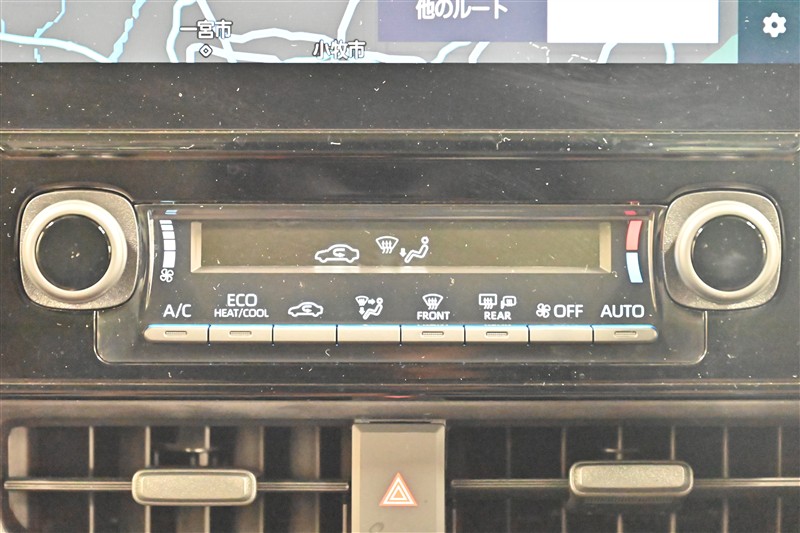 他のルート
一宮市
小牧市
A/C
ECO
HEAT/COOL
FRONT
REAR
OFF
AUTO